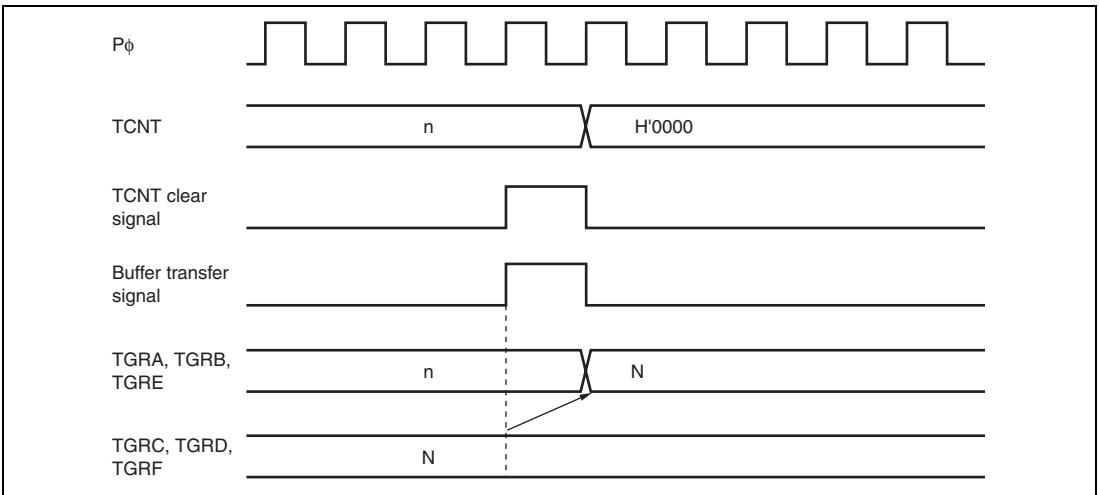 Pϕ
TCNT
n
H'0000
TCNT clear
signal
Buffer transfer
signal
TGRA, TGRB,
TGRE
n
N
TGRC, TGRD,
TGRF
N